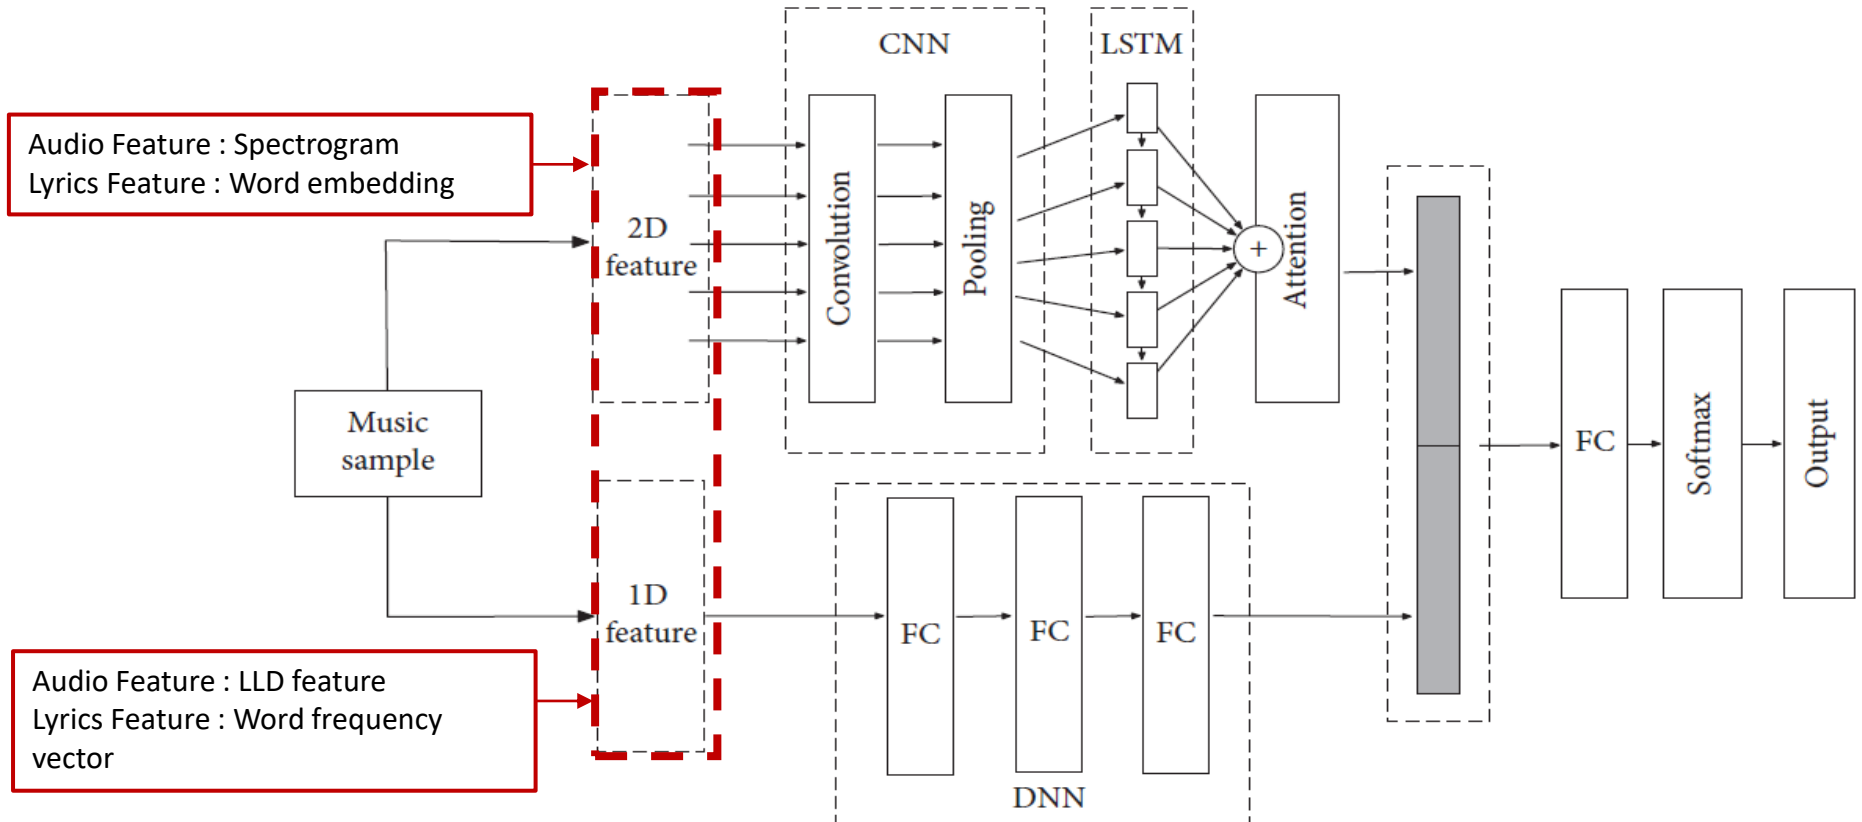 CNN
LSTM
Audio Feature : Spectrogram
Lyrics Feature : Word embedding
2D
feature
Convolution
Pooling
+
Attention
Music
sample
FC
Softmax
Output
1D
feature
FC
FC
FC
Audio Feature : LLD feature
Lyrics Feature : Word frequency
vector
DNN